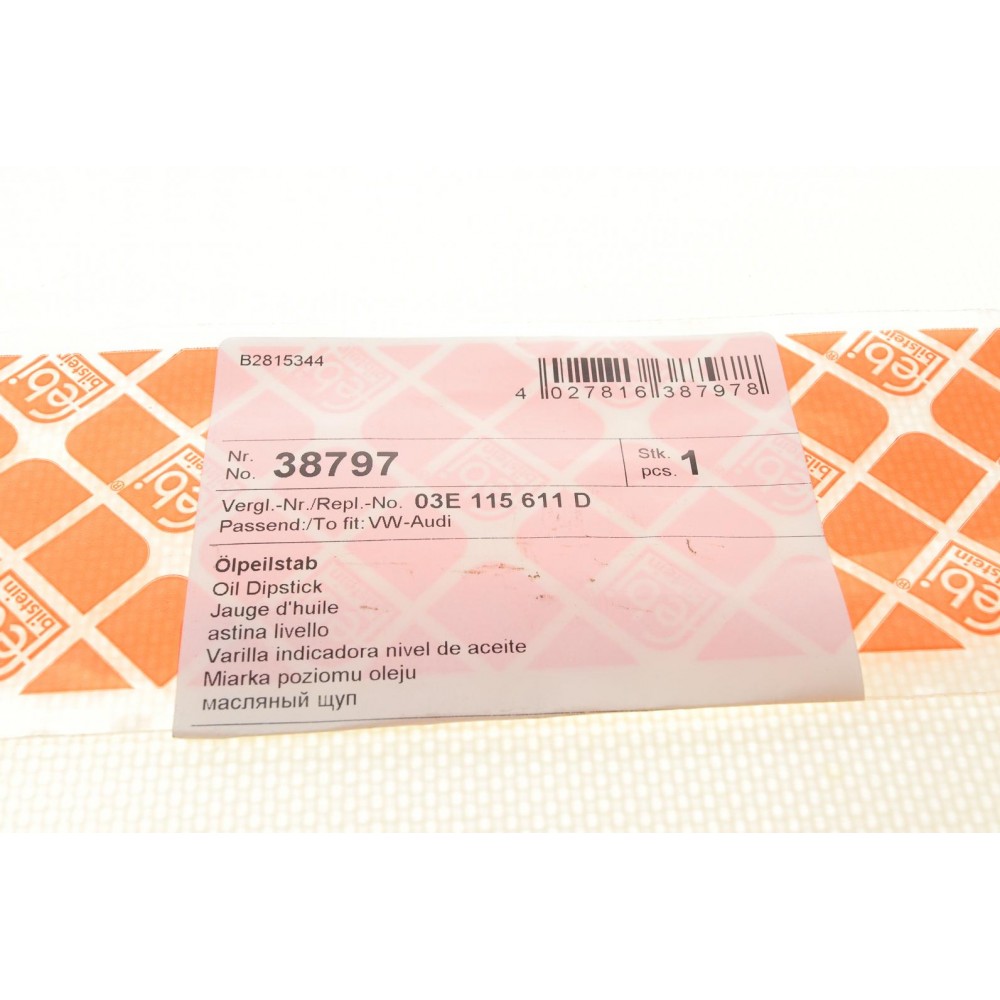 B2815344
4 027816 387978
Nr.
No. 38797
Stk.
pcs. 1
Vergl.-Nr./Repl.-No. 03E 115 611 D
Passend:/To fit: VW-Audi
Ölpeilstab
Oil Dipstick
Jauge d'huile
astina livello
Varilla indicadora nivel de aceite
Miarka poziomu oleju
масляный щуп
febi
bilstein
®
ebi
bilstein
®
febi
bilstein
®
bilstein